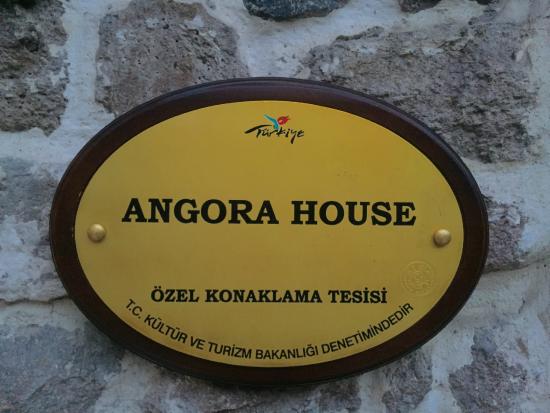 Türkiye
ANGORA HOUSE
ÖZEL KONAKLAMA TESİSİ
T.C. KÜLTÜR VE TURİZM BAKANLIĞI DENETİMİNDEDİR